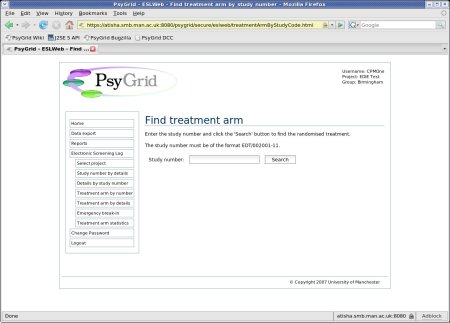 PsyGrid - ESLWeb - Find treatment arm by study number - Mozilla Firefox
File Edit View History Bookmarks Tools Help
https://atisha.smb.man.ac.uk:8080/psygrid/secure/eslweb/treatmentArmByStudyCode.html
Google
PsyGrid Wiki J2SE 5 API PsyGrid Bugzilla PsyGrid DCC
PsyGrid - ESLWeb - Find ...
PsyGrid
Username: CPMOne
Project: EDIE Test
Group: Birmingham
Home
Data export
Reports
Electronic Screening Log
Select project
Study number by details
Details by study number
Treatment arm by number
Treatment arm by details
Emergency break-in
Treatment arm statistics
Change Password
Logout
Find treatment arm
Enter the study number and click the 'Search' button to find the randomised treatment.
The study number must be of the format EDT/002001-11.
Study number: Search
© Copyright 2007 University of Manchester
Done atisha.smb.man.ac.uk:8080 Adblock